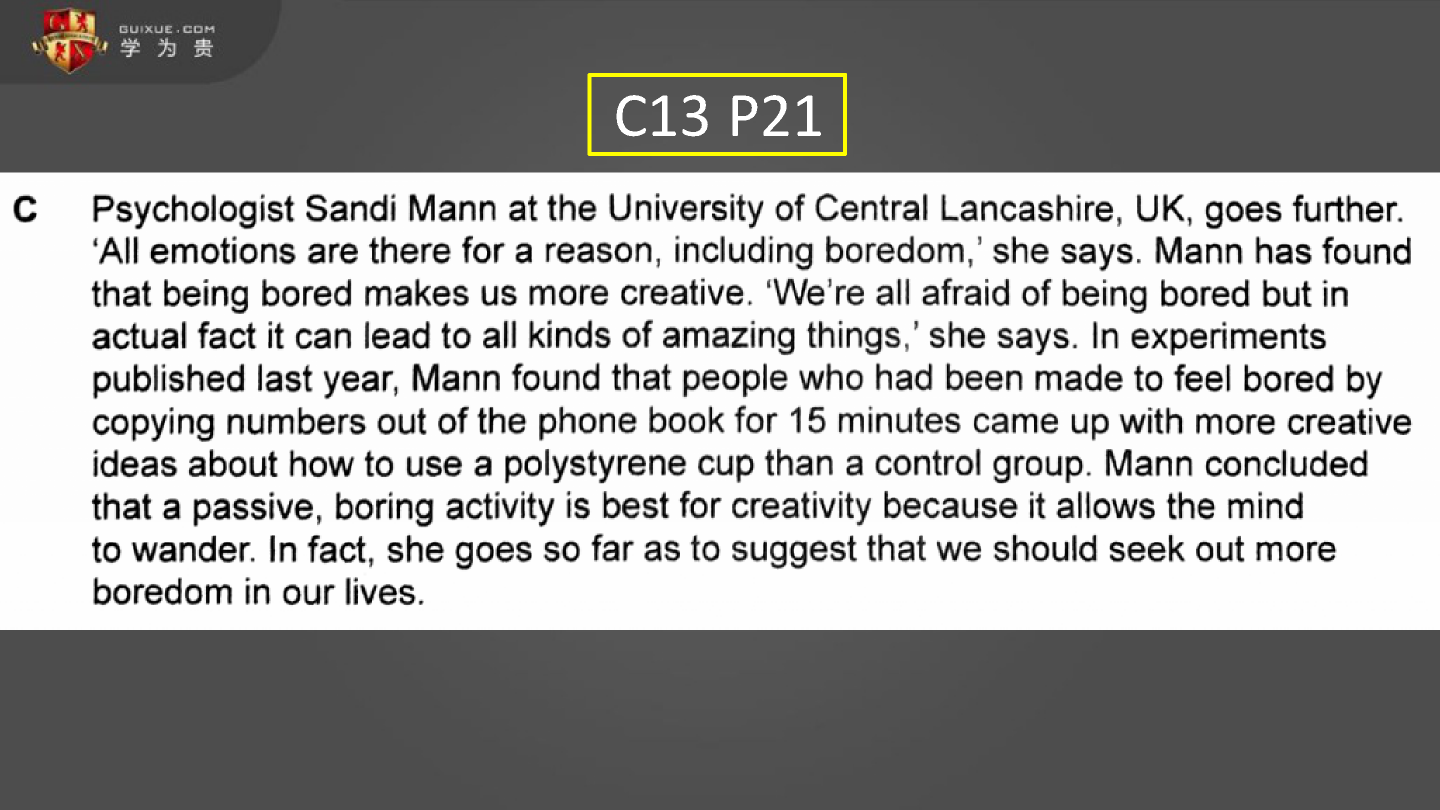 GUIXUE.COM
学为贵
C13 P21
C Psychologist Sandi Mann at the University of Central Lancashire, UK, goes further.
‘All emotions are there for a reason, including boredom,’ she says. Mann has found
that being bored makes us more creative. ‘We’re all afraid of being bored but in
actual fact it can lead to all kinds of amazing things,’ she says. In experiments
published last year, Mann found that people who had been made to feel bored by
copying numbers out of the phone book for 15 minutes came up with more creative
ideas about how to use a polystyrene cup than a control group. Mann concluded
that a passive, boring activity is best for creativity because it allows the mind
to wander. In fact, she goes so far as to suggest that we should seek out more
boredom in our lives.